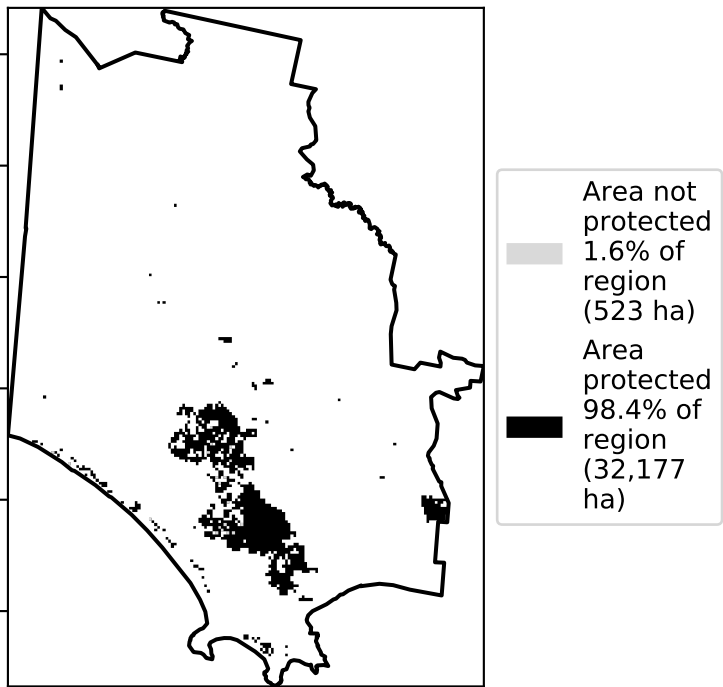 Area not
protected
1.6% of
region
(523 ha)
Area
protected
98.4% of
region
(32,177
ha)